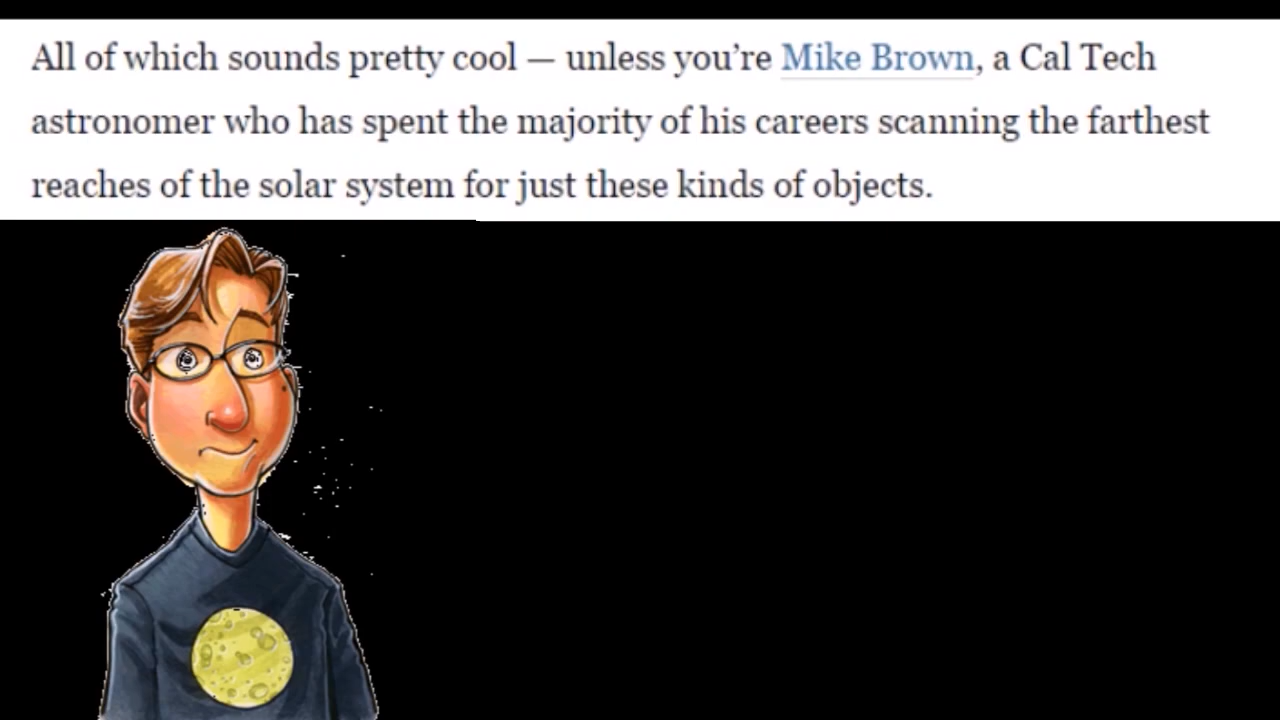 All of which sounds pretty cool — unless you’re Mike Brown, a Cal Tech
astronomer who has spent the majority of his careers scanning the farthest
reaches of the solar system for just these kinds of objects.